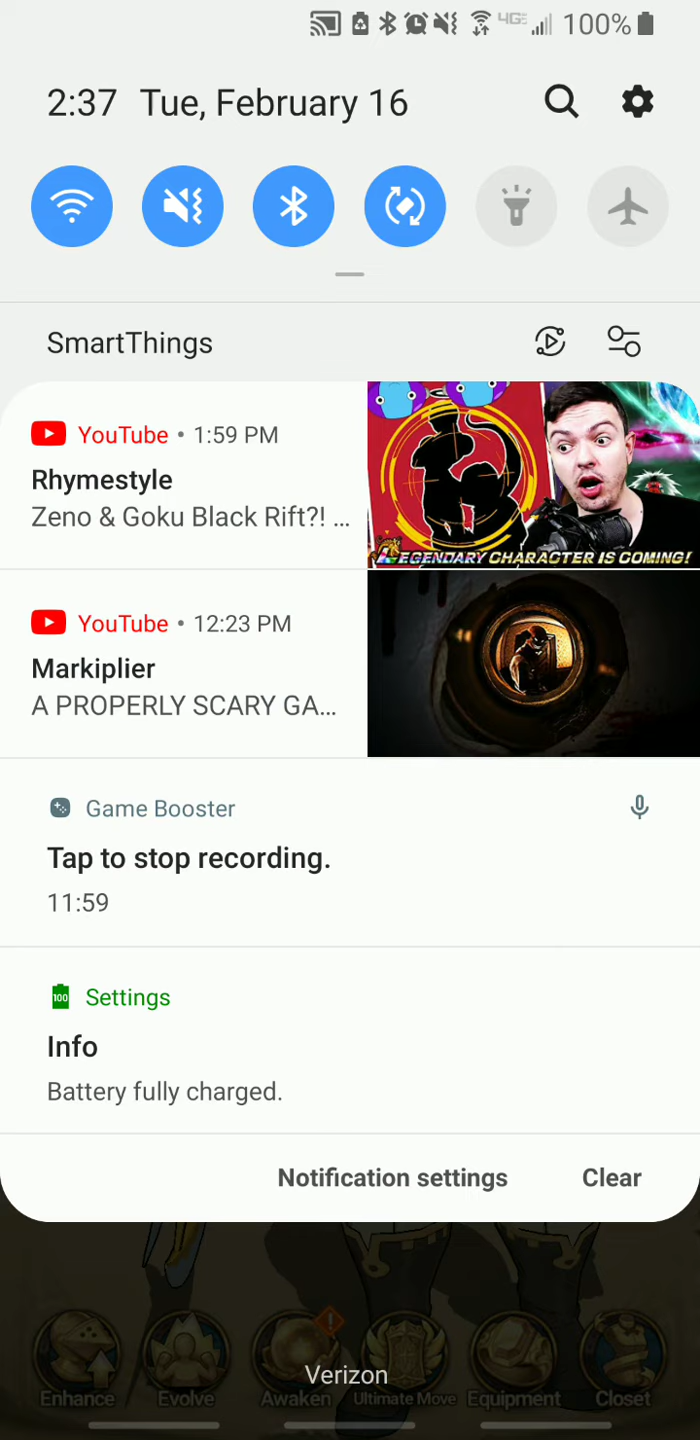 4GE 100%
2:37 Tue, February 16
SmartThings
YouTube • 1:59 PM
Rhymestyle
Zeno & Goku Black Rift?! ...
LEGENDARY CHARACTER IS COMING!
YouTube • 12:23 PM
Markiplier
A PROPERLY SCARY GA...
Game Booster
Tap to stop recording.
11:59
100 Settings
Info
Battery fully charged.
Notification settings Clear
Enhance Evolve Awaken Ultimate Move Equipment Closet
Verizon